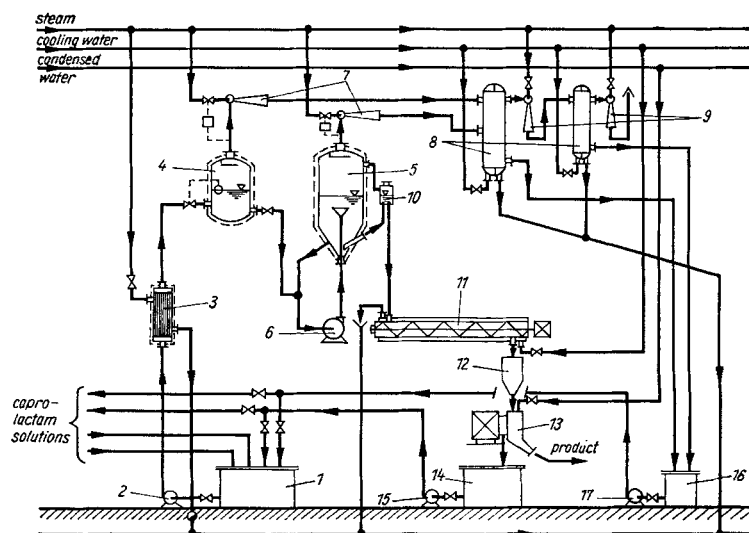 steam
cooling water
condensed
water
7
4
5
10
8
9
3
6
11
12
13
product
capro-
lactam
solutions
1
2
14
15
16
17